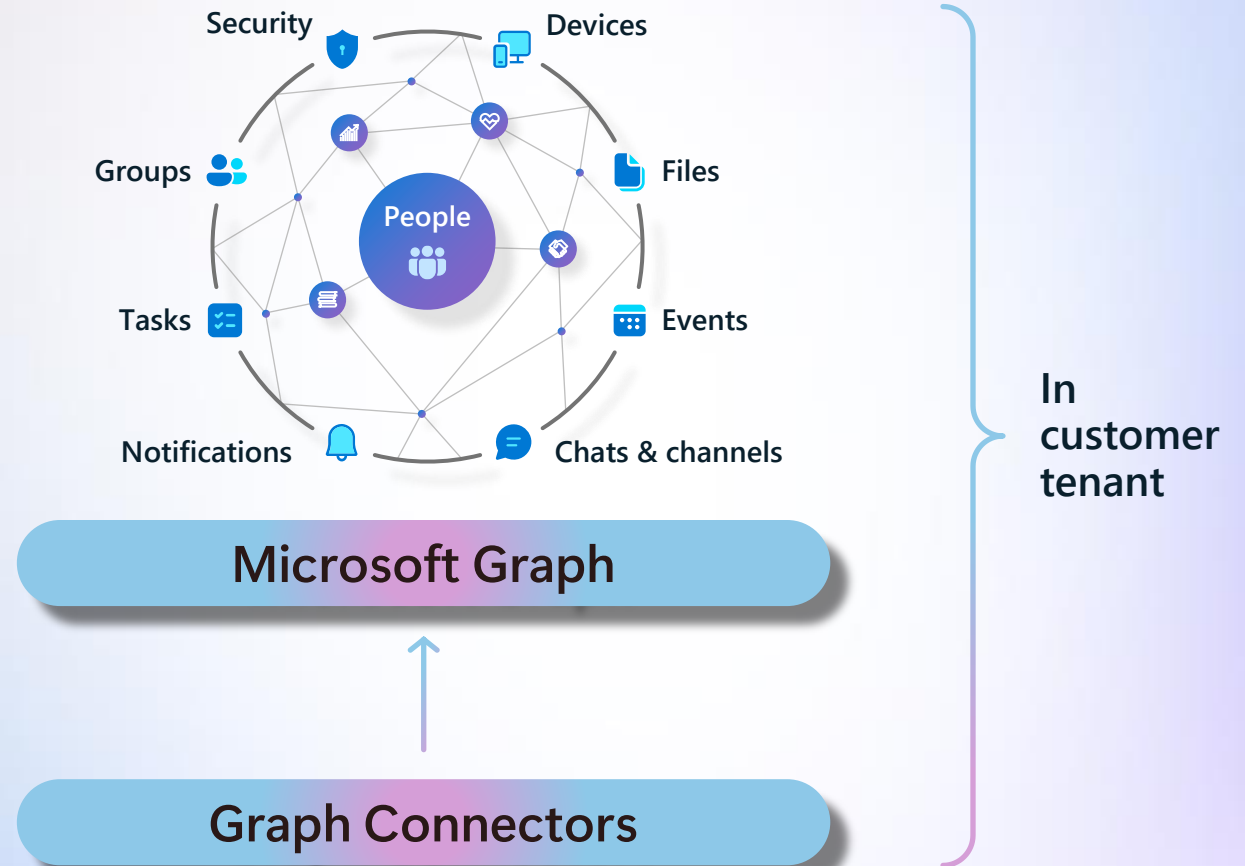 Security
Devices
Groups
Files
People
Tasks
Events
Notifications
Chats & channels
In
customer
tenant
Microsoft Graph
Graph Connectors